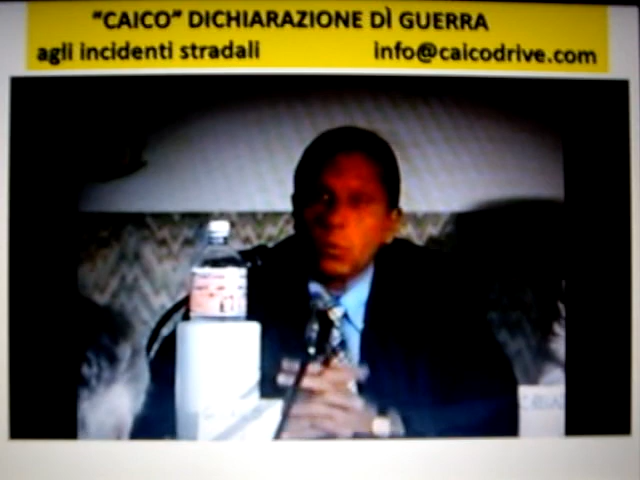 “CAICO” DICHIARAZIONE DÌ GUERRA
agli incidenti stradali info@caicodrive.com